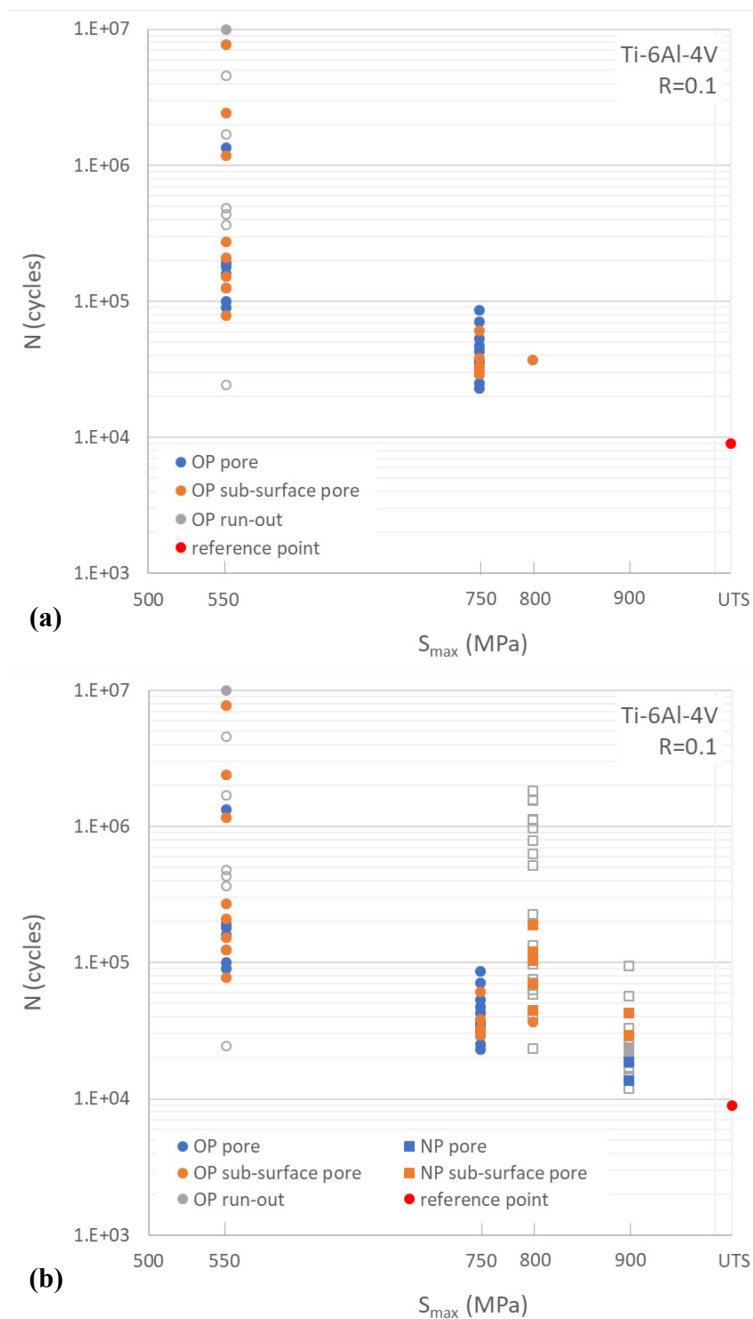 1.E+07
Ti-6Al-4V
R=0.1
1.E+06
N (cycles)
1.E+05
1.E+04
OP pore
OP sub-surface pore
OP run-out
reference point
1.E+03
500 550 750 800 900 UTS
(a)
Smax (MPa)
1.E+07
Ti-6Al-4V
R=0.1
1.E+06
N (cycles)
1.E+05
1.E+04
OP pore NP pore
OP sub-surface pore NP sub-surface pore
OP run-out reference point
1.E+03
500 550 750 800 900 UTS
(b)
Smax (MPa)